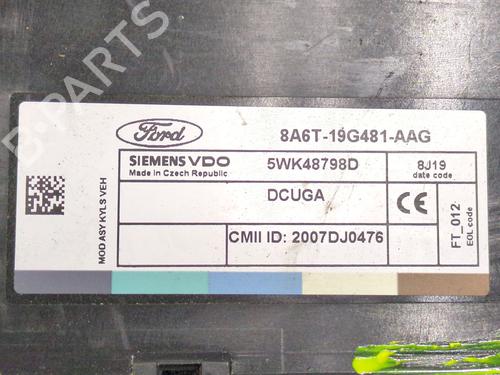 Ford
8A6T-19G481-AAG
SIEMENS VDO
Made in Czech Republic
5WK48798D
8J19
date code
DCUGA
CE
CMII ID: 2007DJ0476
MOD ASY KYLS VEH
FT_012
EOL code
B-PARTS